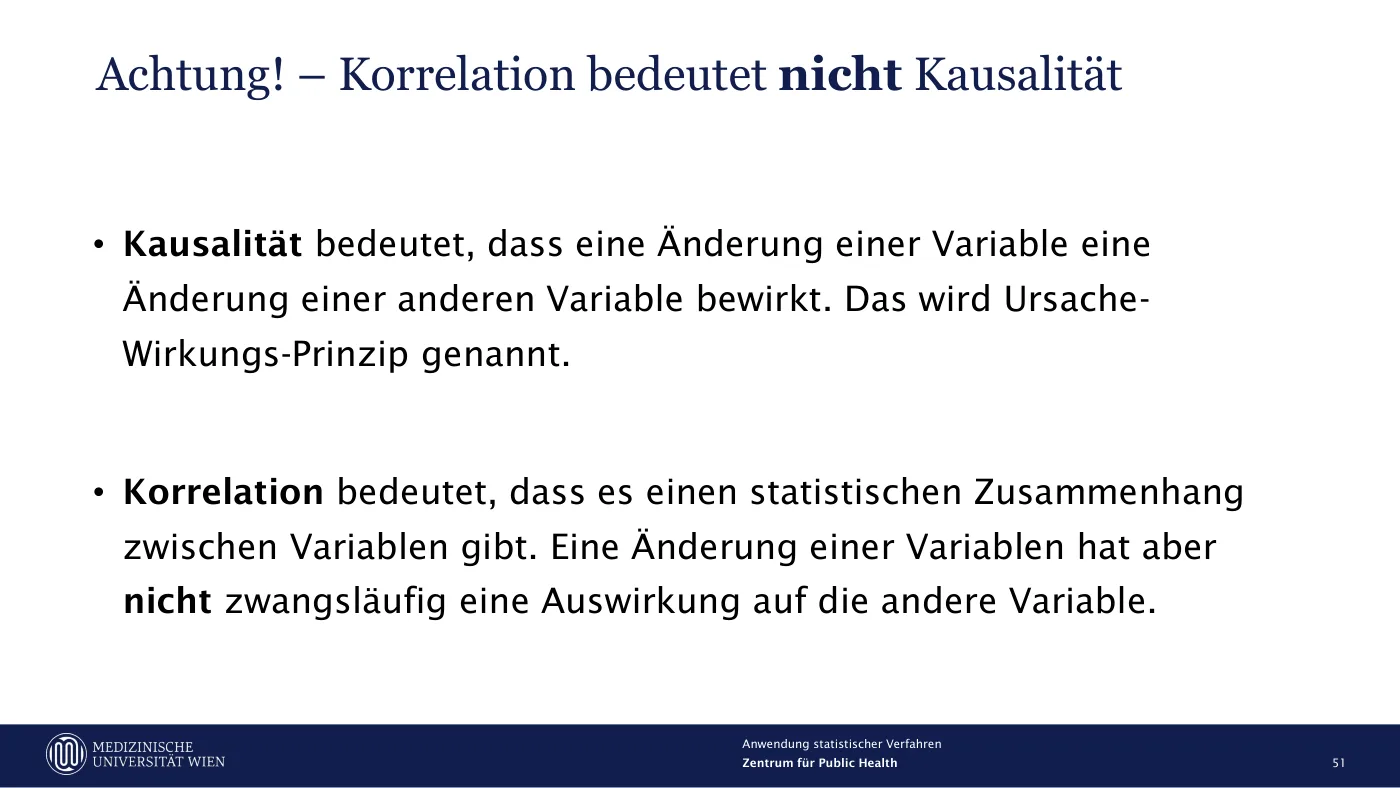 Achtung! – Korrelation bedeutet nicht Kausalität
• Kausalität bedeutet, dass eine Änderung einer Variable eine
Änderung einer anderen Variable bewirkt. Das wird Ursache-
Wirkungs-Prinzip genannt.
• Korrelation bedeutet, dass es einen statistischen Zusammenhang
zwischen Variablen gibt. Eine Änderung einer Variablen hat aber
nicht zwangsläufig eine Auswirkung auf die andere Variable.
MEDIZINISCHE
UNIVERSITÄT WIEN
Anwendung statistischer Verfahren
Zentrum für Public Health
51